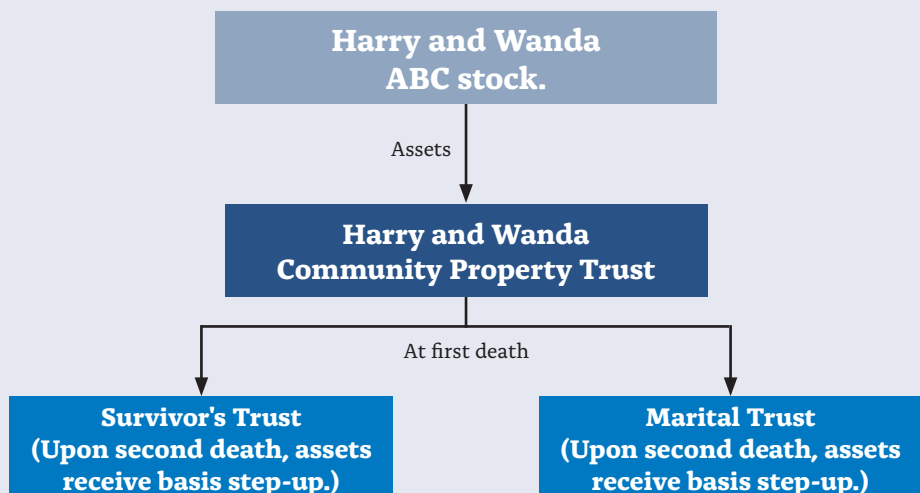 Harry and Wanda
ABC stock.
Assets
Harry and Wanda
Community Property Trust
At first death
Survivor's Trust
(Upon second death, assets
receive basis step-up.)
Marital Trust
(Upon second death, assets
receive basis step-up.)